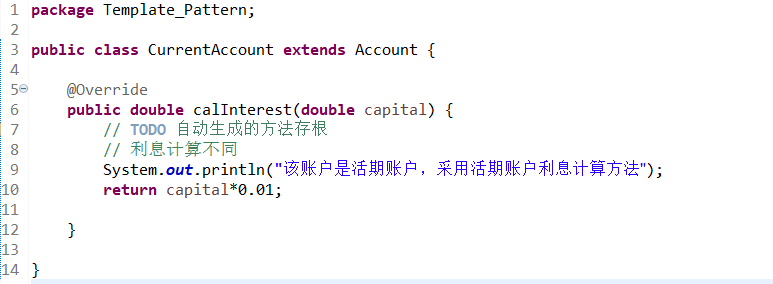 1 package Template_Pattern;
2
3 public class CurrentAccount extends Account {
4
5 @Override
6 public double calInterest(double capital) {
7 // TODO 自动生成的方法存根
8 // 利息计算不同
9 System.out.println("该账户是活期账户，采用活期账户利息计算方法");
10 return capital*0.01;
11
12 }
13
14 }